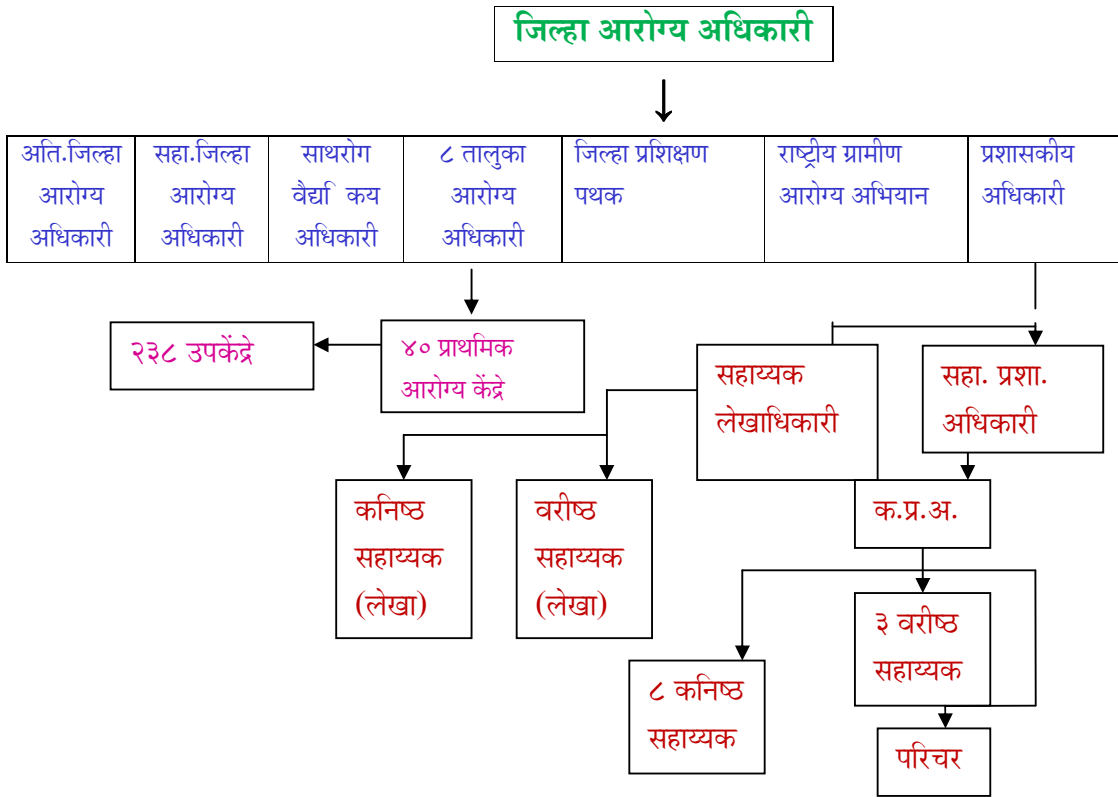 जिल्हा आरोग्य अधिकारी
अति.जिल्हा
आरोग्य
अधिकारी
सहा.जिल्हा
आरोग्य
अधिकारी
साथरोग
वैद्यि कय
अधिकारी
८ तालुका
आरोग्य
अधिकारी
जिल्हा प्रशिक्षण
पथक
राष्ट्रीय ग्रामीण
आरोग्य अभियान
प्रशासकीय
अधिकारी
२३८ उपकेंद्रे
४० प्राथमिक
आरोग्य केंद्रे
सहाय्यक
लेखाधिकारी
सहा. प्रशा.
अधिकारी
कनिष्ठ
सहाय्यक
(लेखा)
वरीष्ठ
सहाय्यक
(लेखा)
क.प्र.अ.
३ वरीष्ठ
सहाय्यक
८ कनिष्ठ
सहाय्यक
परिचर